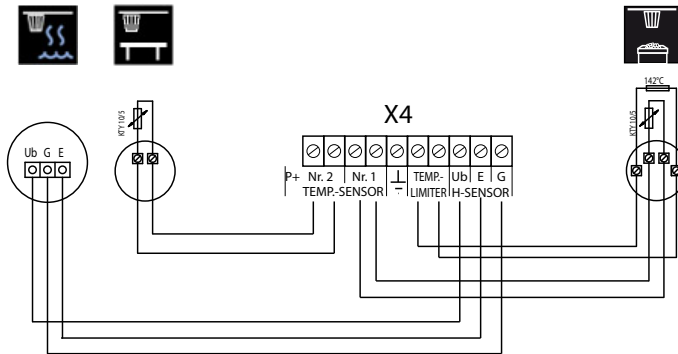 142°C
KTY 10/5
KTY 10/5
X4
Ub G E
P+ Nr. 2 Nr. 1 TEMP.- Ub E G
TEMP.-SENSOR LIMITER H-SENSOR